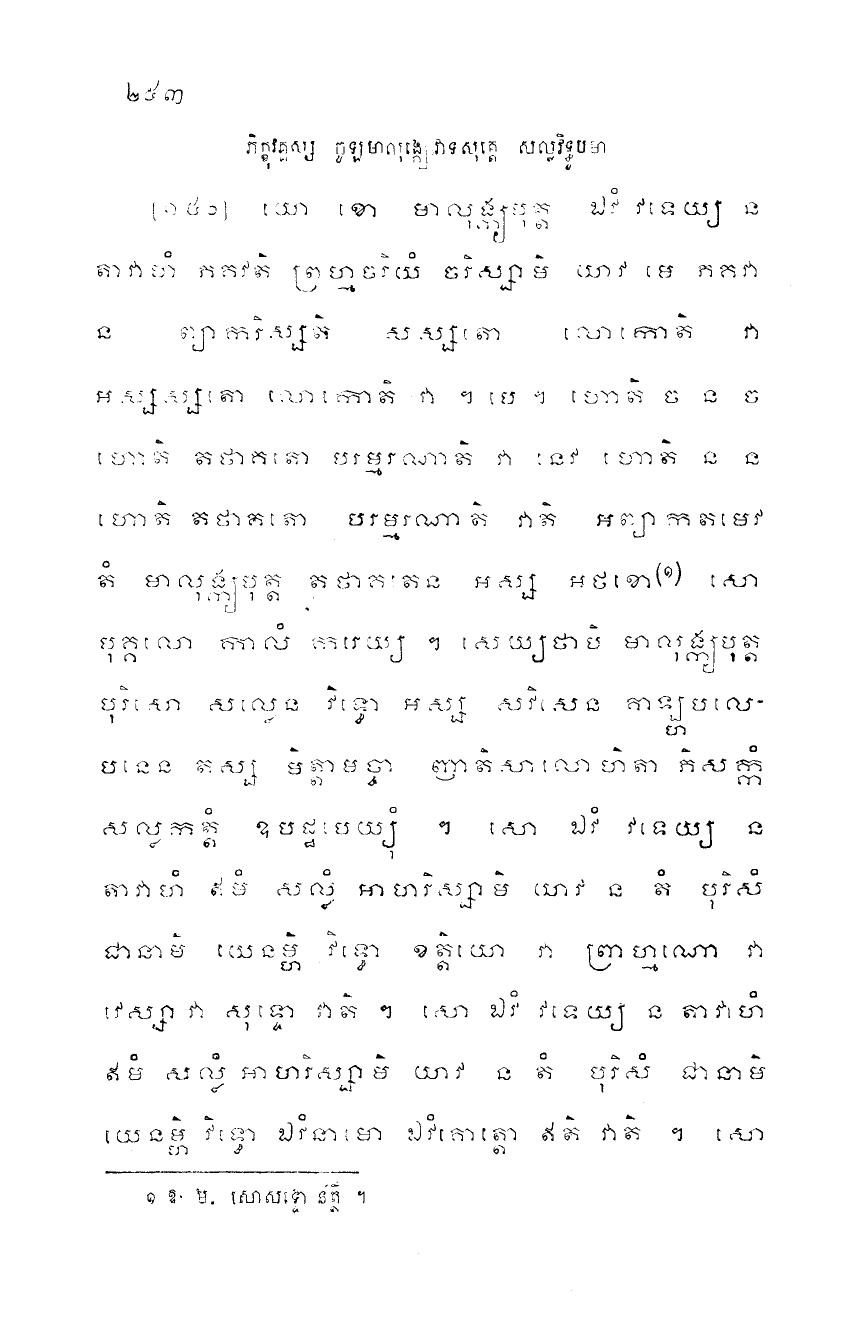 ២៥៣
ភិក្ខុវគ្គស្ស ចូឡមាលុង្ក្យោវាទសុត្តេ សល្លវិទ្ធូបមា
[១៥១] យោ ខោ មាលុង្ក្យបុត្ត ឯវំ វទេយ្យ ន
តាវាហំ ភគវតិ ព្រហ្មចរិយំ ចរិស្សាមិ យាវ មេ ភគវា
ន ព្យាករិស្សតិ សស្សតោ លោកោតិ វា
អសស្សតោ លោកោតិ វា ។ បេ ។ ហោតិ ច ន ច
ហោតិ តថាគតោ បរម្មរណាតិ វា នេវ ហោតិ ន ន
ហោតិ តថាគតោ បរម្មរណាតិ វាតិ អព្យាកតមេវ
តំ មាលុង្ក្យបុត្ត តថាគតេន អស្ស អថខោ(១) សោ
បុគ្គលោ កាលំ ករេយ្យ ។ សេយ្យថាបិ មាលុង្ក្យបុត្ត
បុរិសោ សល្លេន វិទ្ធោ អស្ស សវិសេន គាឡ្ហបលេ-
បនេន តស្ស មិត្តាមច្ចា ញាតិសាលោហិតា ភិសក្កំ
សល្លកត្តំ ឧបដ្ឋបេយ្យុំ ។ សោ ឯវំ វទេយ្យ ន
តាវាហំ ឥមំ សល្លំ អាហរិស្សាមិ យាវ ន តំ បុរិសំ
ជានាមិ យេនម្ហិ វិទ្ធោ ខត្តិយោ វា ព្រាហ្មណោ វា
វេស្សោ វា សុទ្ទោ វាតិ ។ សោ ឯវំ វទេយ្យ ន តាវាហំ
ឥមំ សល្លំ អាហរិស្សាមិ យាវ ន តំ បុរិសំ ជានាមិ
យេនម្ហិ វិទ្ធោ ឯវំនាមោ ឯវំគោត្តោ ឥតិ វាតិ ។ សោ
១ ឱ. ម. សោសទ្ទោ នត្ថិ ។